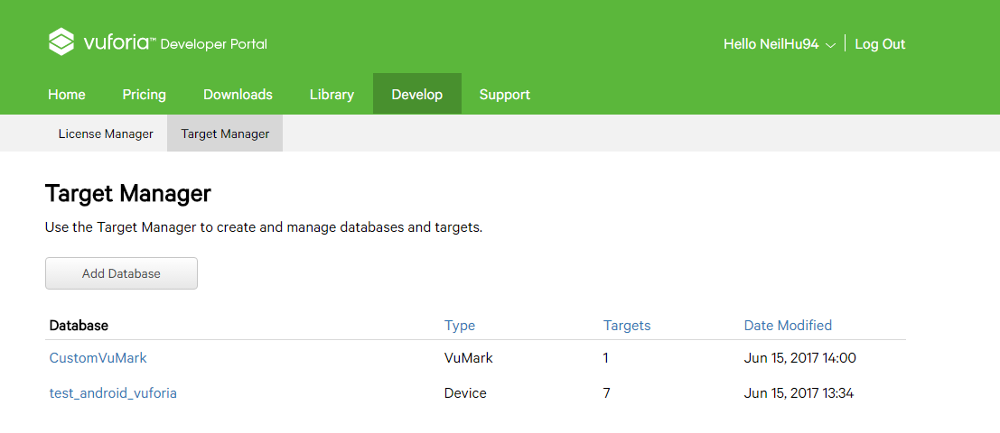 vuforia™ Developer Portal
Hello NeilHu94 Log Out
Home Pricing Downloads Library Develop Support
License Manager Target Manager
Target Manager
Use the Target Manager to create and manage databases and targets.
Add Database
Database Type Targets Date Modified
CustomVuMark VuMark 1 Jun 15, 2017 14:00
test_android_vuforia Device 7 Jun 15, 2017 13:34